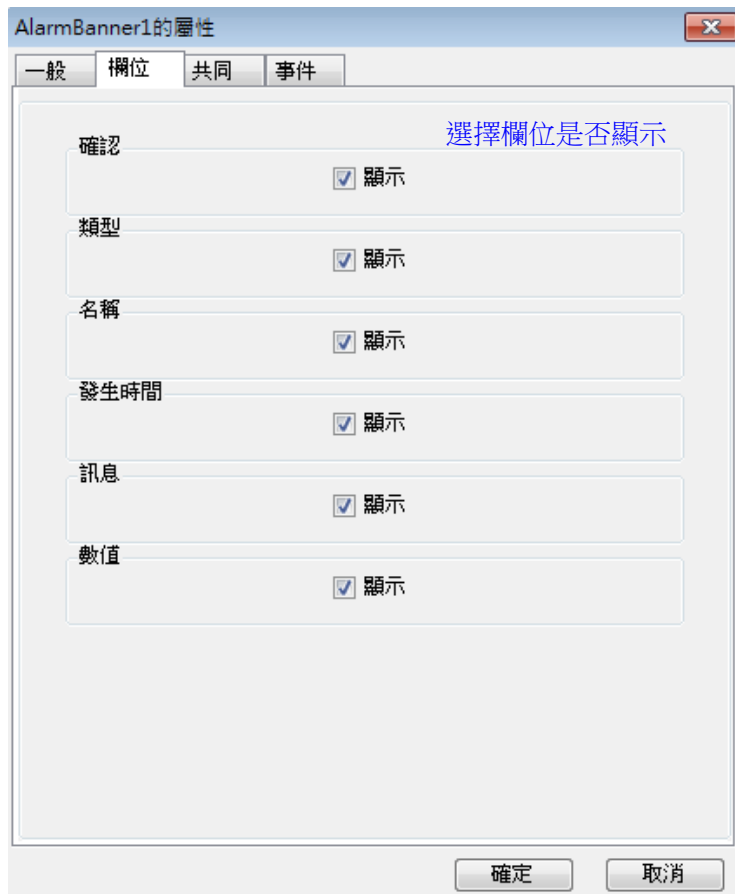 AlarmBanner1的屬性
一般 欄位 共同 事件
選擇欄位是否顯示
確認
顯示
類型
顯示
名稱
顯示
發生時間
顯示
訊息
顯示
數值
顯示
確定 取消